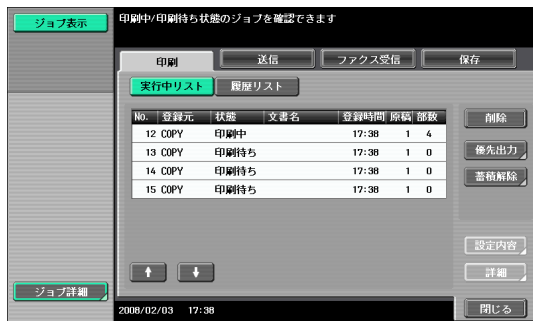 ジョブ表示
印刷中/印刷待ち状態のジョブを確認できます
印刷 送信 ファクス受信 保存
実行中リスト 履歴リスト
No. 登録元 状態 文書名 登録時間 原稿 部数
12 COPY 印刷中 17:38 1 4
13 COPY 印刷待ち 17:38 1 0
14 COPY 印刷待ち 17:38 1 0
15 COPY 印刷待ち 17:38 1 0
削除
優先出力
蓄積解除
設定内容
詳細
ジョブ詳細
2008/02/03 17:38
閉じる